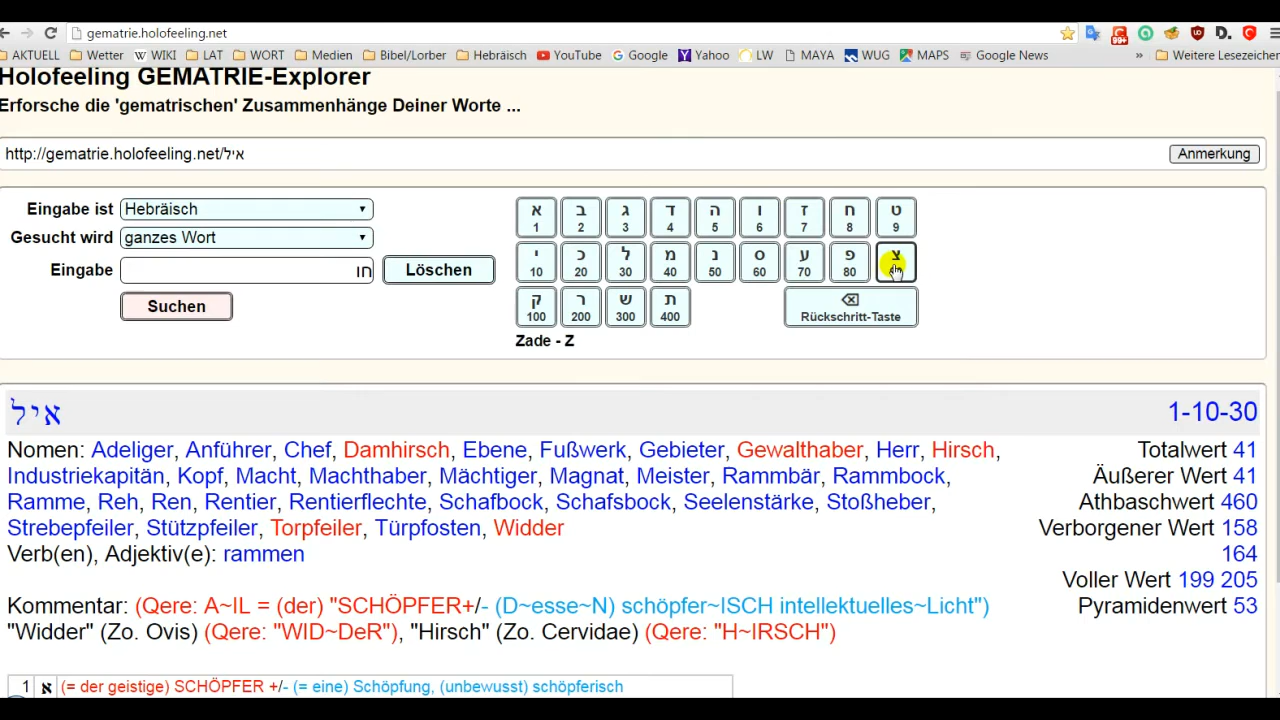 gematrie.holofeeling.net
AKTUELL Wetter WIKI LAT WORT Medien Bibel/Lorber Hebräisch YouTube Google Yahoo LW MAYA WUG MAPS Google News » Weitere Lesezeichen
Holofeeling GEMATRIE-Explorer
Erforsche die 'gematrischen' Zusammenhänge Deiner Worte ...
http://gematrie.holofeeling.net/איל Anmerkung
Eingabe ist Hebräisch
Gesucht wird ganzes Wort
Eingabe חו Löschen
Suchen
א ב ג ד ה ו ז ח ט
1 2 3 4 5 6 7 8 9
י כ ל מ נ ס ע פ צ
10 20 30 40 50 60 70 80
ק ר ש ת
100 200 300 400 Rückschritt-Taste
Zade - Z
איל 1-10-30
Nomen: Adeliger, Anführer, Chef, Damhirsch, Ebene, Fußwerk, Gebieter, Gewalthaber, Herr, Hirsch,
Industriekapitän, Kopf, Macht, Machthaber, Mächtiger, Magnat, Meister, Rammbär, Rammbock,
Ramme, Reh, Ren, Rentier, Rentierflechte, Schafbock, Schafsbock, Seelenstärke, Stoßheber,
Strebepfeiler, Stützpfeiler, Torpfeiler, Türpfosten, Widder
Verb(en), Adjektiv(e): rammen
Totalwert 41
Äußerer Wert 41
Athbaschwert 460
Verborgener Wert 158
164
Voller Wert 199 205
Pyramidenwert 53
Kommentar: (Qere: A~IL = (der) "SCHÖPFER+/- (D~esse~N) schöpfer~ISCH intellektuelles~Licht")
"Widder" (Zo. Ovis) (Qere: "WID~DeR"), "Hirsch" (Zo. Cervidae) (Qere: "H~IRSCH")
1 א (= der geistige) SCHÖPFER +/- (= eine) Schöpfung, (unbewusst) schöpferisch